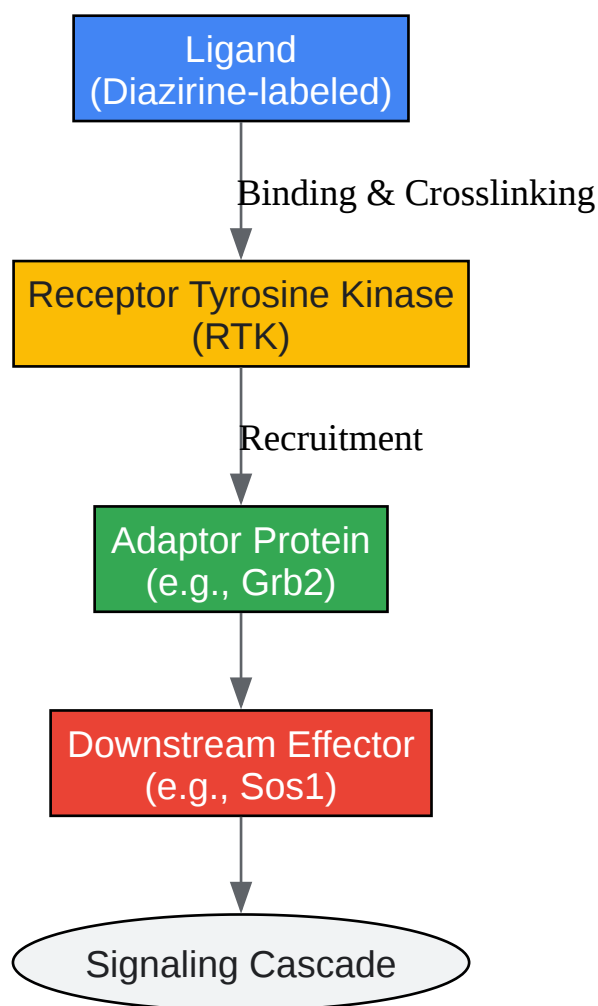 Ligand
(Diazirine-labeled)
Binding & Crosslinking
Receptor Tyrosine Kinase
(RTK)
Recruitment
Adaptor Protein
(e.g., Grb2)
Downstream Effector
(e.g., Sos1)
Signaling Cascade